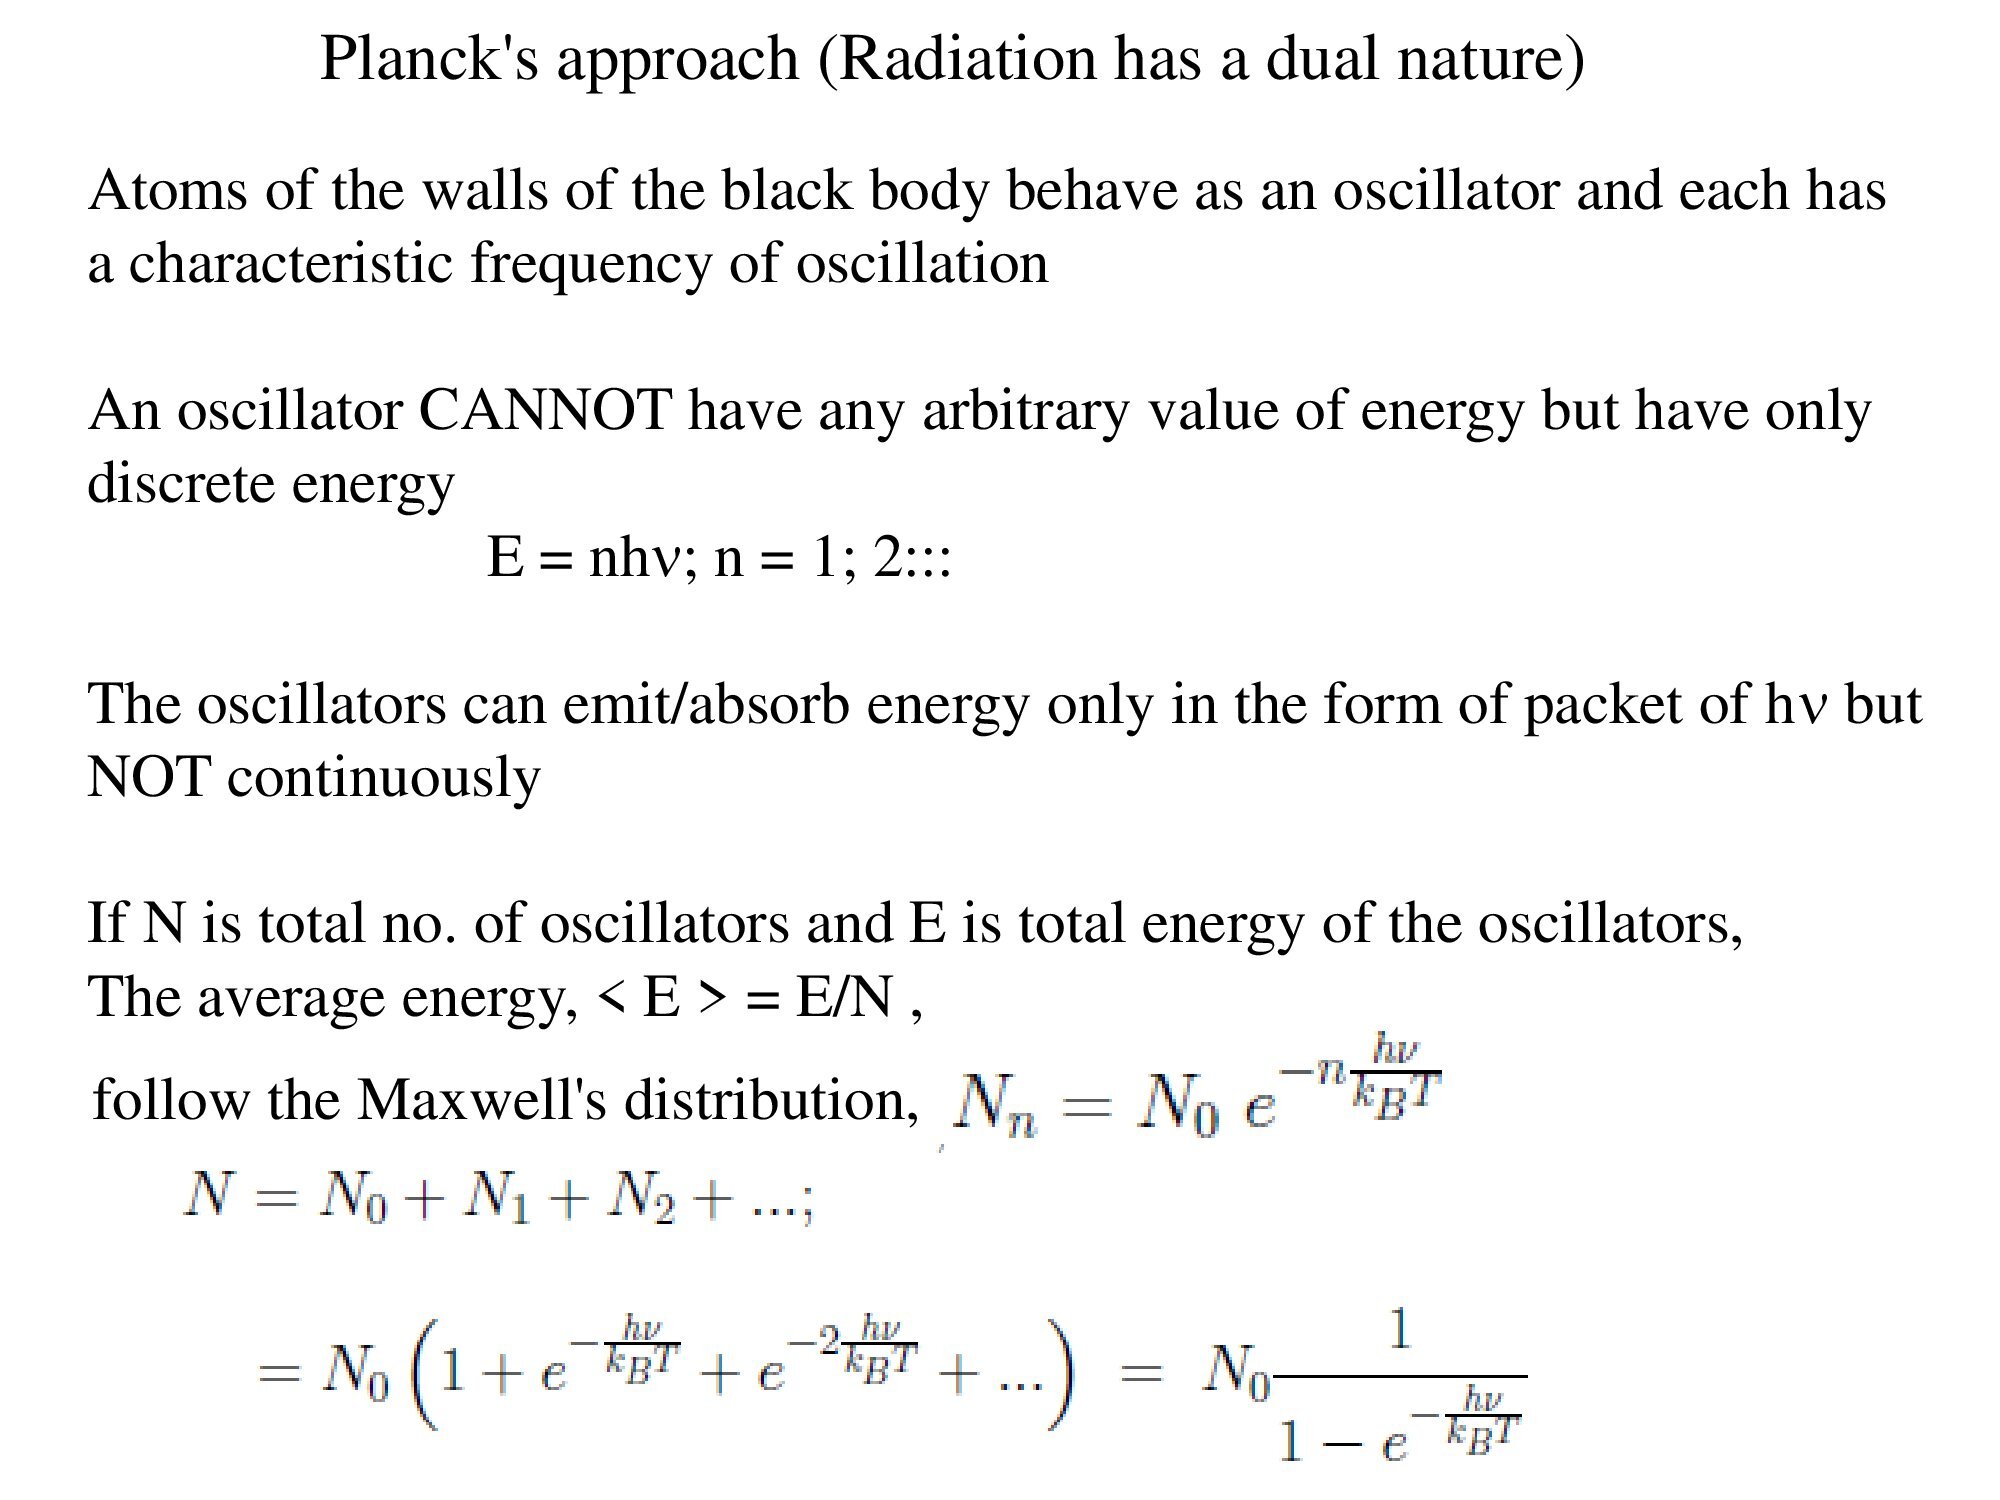 Planck's approach (Radiation has a dual nature)
Atoms of the walls of the black body behave as an oscillator and each has
a characteristic frequency of oscillation
An oscillator CANNOT have any arbitrary value of energy but have only
discrete energy
E = nhν; n = 1; 2:::
The oscillators can emit/absorb energy only in the form of packet of hν but
NOT continuously
If N is total no. of oscillators and E is total energy of the oscillators,
The average energy, < E > = E/N ,
follow the Maxwell's distribution, $N_n = N_0 \, e^{-n\frac{h\nu}{k_B T}}$
$N = N_0 + N_1 + N_2 + ...;$
$= N_0 \left( 1 + e^{-\frac{h\nu}{k_B T}} + e^{-2\frac{h\nu}{k_B T}} + ... \right) = N_0 \frac{1}{1 - e^{-\frac{h\nu}{k_B T}}}$